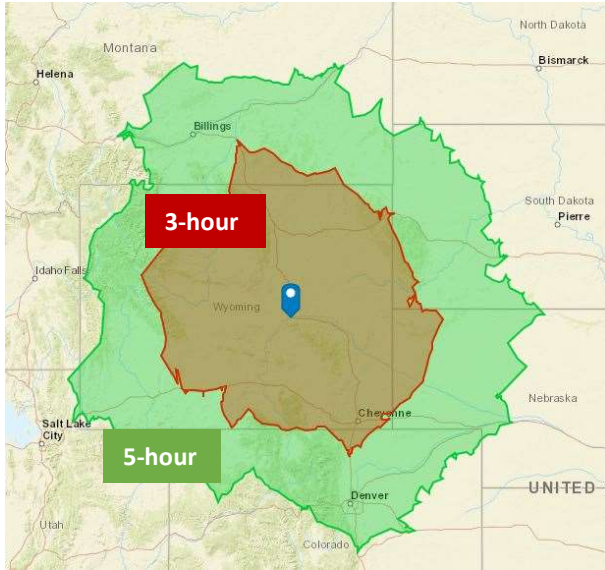 North Dakota
Montana
Bismarck
Helena
Billings
3-hour
South Dakota
Pierre
Idaho Falls
Wyoming
Cheyenne
Nebraska
Salt Lake
City
5-hour
UNITED
Denver
Utah
Colorado